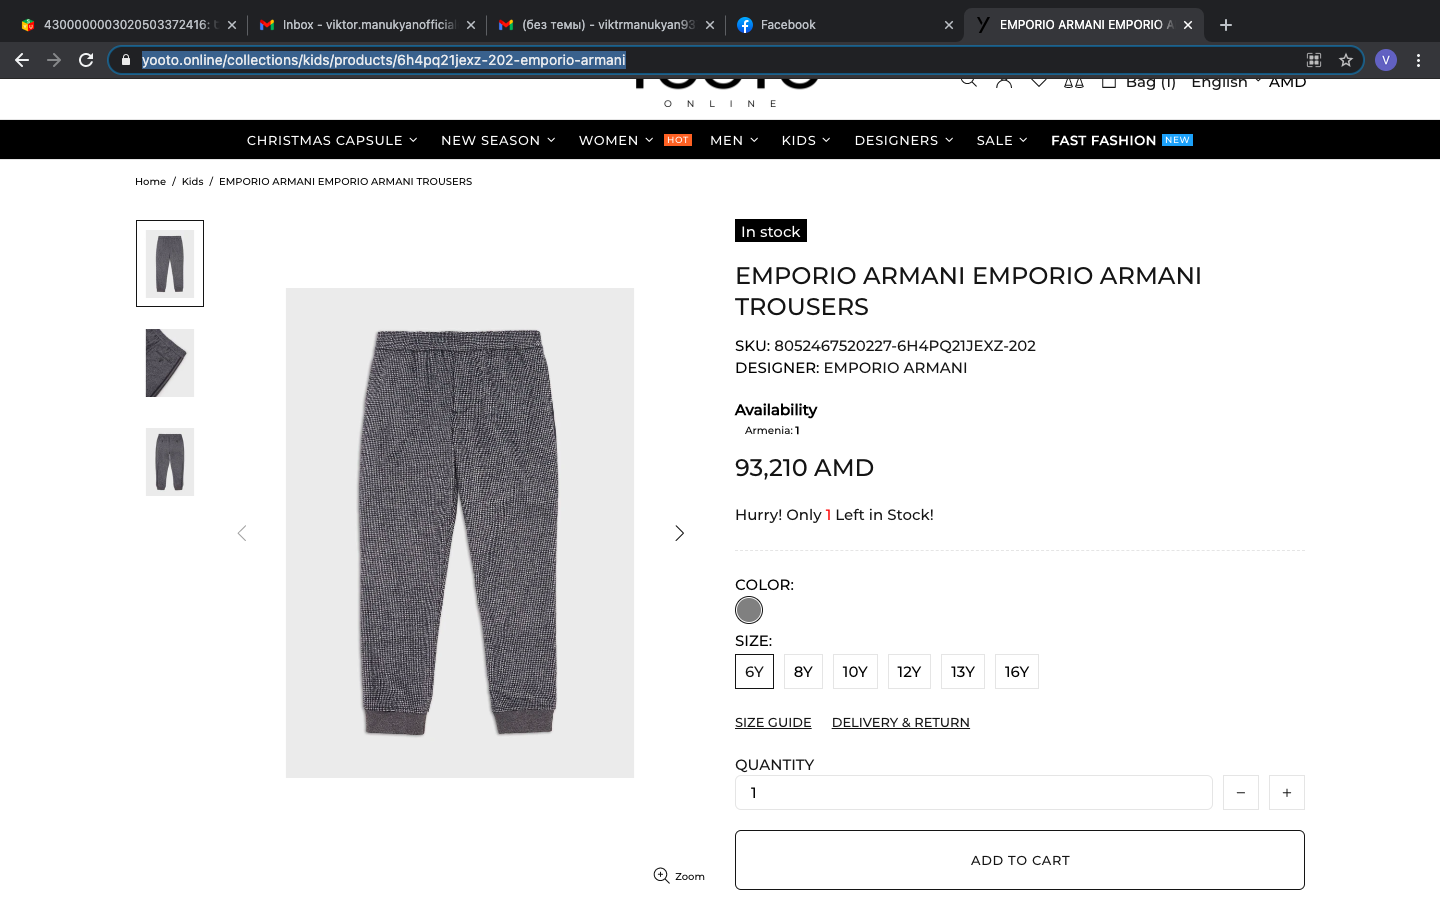 4300000003020503372416: t
Inbox - viktor.manukyanofficial
(без темы) - viktrmanukyan93
Facebook
EMPORIO ARMANI EMPORIO A
yooto.online/collections/kids/products/6h4pq21jexz-202-emporio-armani
V
ONLINE
Bag (1)
English
AMD
CHRISTMAS CAPSULE
NEW SEASON
WOMEN
HOT
MEN
KIDS
DESIGNERS
SALE
FAST FASHION
NEW
Home / Kids / EMPORIO ARMANI EMPORIO ARMANI TROUSERS
In stock
EMPORIO ARMANI EMPORIO ARMANI
TROUSERS
SKU: 8052467520227-6H4PQ21JEXZ-202
DESIGNER: EMPORIO ARMANI
Availability
Armenia: 1
93,210 AMD
Hurry! Only 1 Left in Stock!
COLOR:
SIZE:
6Y 8Y 10Y 12Y 13Y 16Y
SIZE GUIDE DELIVERY & RETURN
QUANTITY
1 − +
Zoom
ADD TO CART